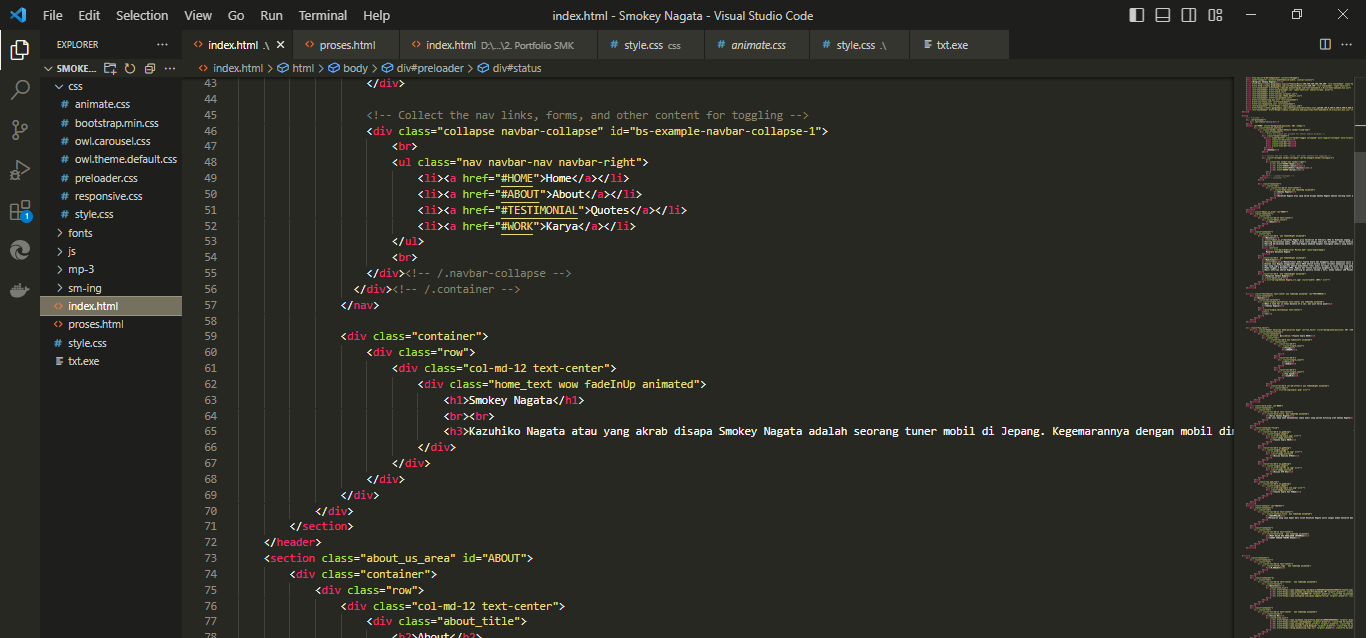 File Edit Selection View Go Run Terminal Help
index.html - Smokey Nagata - Visual Studio Code
EXPLORER ···
index.html .\ ×
proses.html
index.html D:\...\2. Portfolio SMK
style.css css
animate.css
style.css .\
txt.exe
SMOKE...
index.html > html > body > div#preloader > div#status
css
animate.css
bootstrap.min.css
owl.carousel.css
owl.theme.default.css
preloader.css
responsive.css
style.css
fonts
js
mp-3
sm-ing
index.html
proses.html
style.css
txt.exe
1
43 </div>
44
45 <!-- Collect the nav links, forms, and other content for toggling -->
46 <div class="collapse navbar-collapse" id="bs-example-navbar-collapse-1">
47 <br>
48 <ul class="nav navbar-nav navbar-right">
49 <li><a href="#HOME">Home</a></li>
50 <li><a href="#ABOUT">About</a></li>
51 <li><a href="#TESTIMONIAL">Quotes</a></li>
52 <li><a href="#WORK">Karya</a></li>
53 </ul>
54 <br>
55 </div><!-- /.navbar-collapse -->
56 </div><!-- /.container -->
57 </nav>
58
59 <div class="container">
60 <div class="row">
61 <div class="col-md-12 text-center">
62 <div class="home_text wow fadeInUp animated">
63 <h1>Smokey Nagata</h1>
64 <br><br>
65 <h3>Kazuhiko Nagata atau yang akrab disapa Smokey Nagata adalah seorang tuner mobil di Jepang. Kegemarannya dengan mobil
66 </div>
67 </div>
68 </div>
69 </div>
70 </div>
71 </section>
72 </header>
73 <section class="about_us_area" id="ABOUT">
74 <div class="container">
75 <div class="row">
76 <div class="col-md-12 text-center">
77 <div class="about_title">
78 <h2>About</h2>